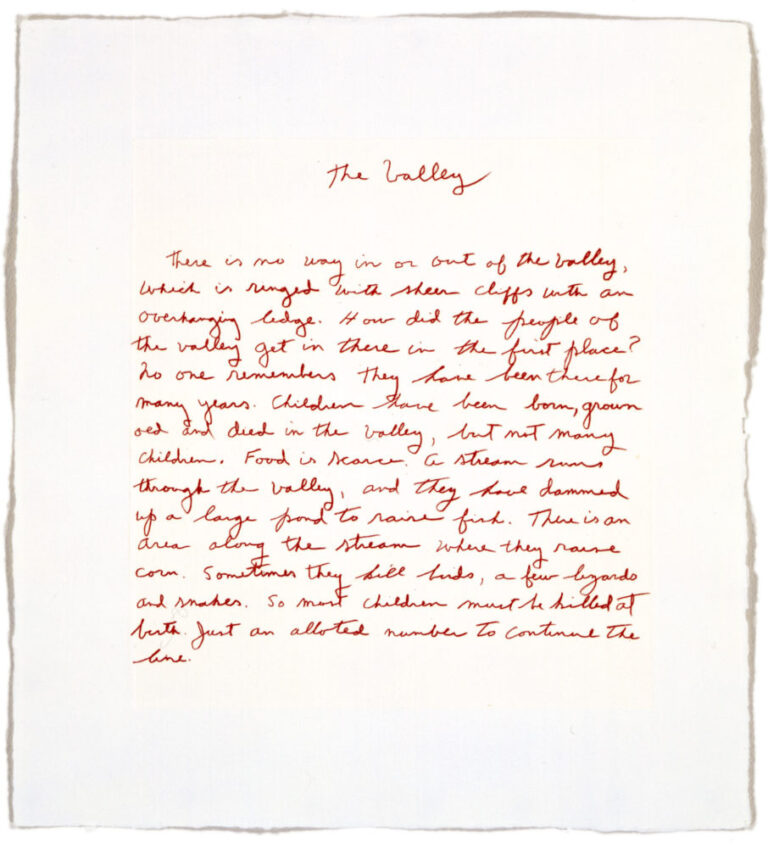 The Valley
There is no way in or out of the valley,
which is ringed with sheer cliffs with an
overhanging ledge. How did the people of
the valley get in there in the first place?
No one remembers They have been there for
many years. Children have been born, grown
old and died in the valley, but not many
children. Food is scarce. A stream runs
through the valley, and they have dammed
up a large pond to raise fish. There is an
area along the stream where they raise
corn. Sometimes they kill birds, a few lizards
and snakes. So most children must be killed at
birth. Just an alloted number to continue the
line.